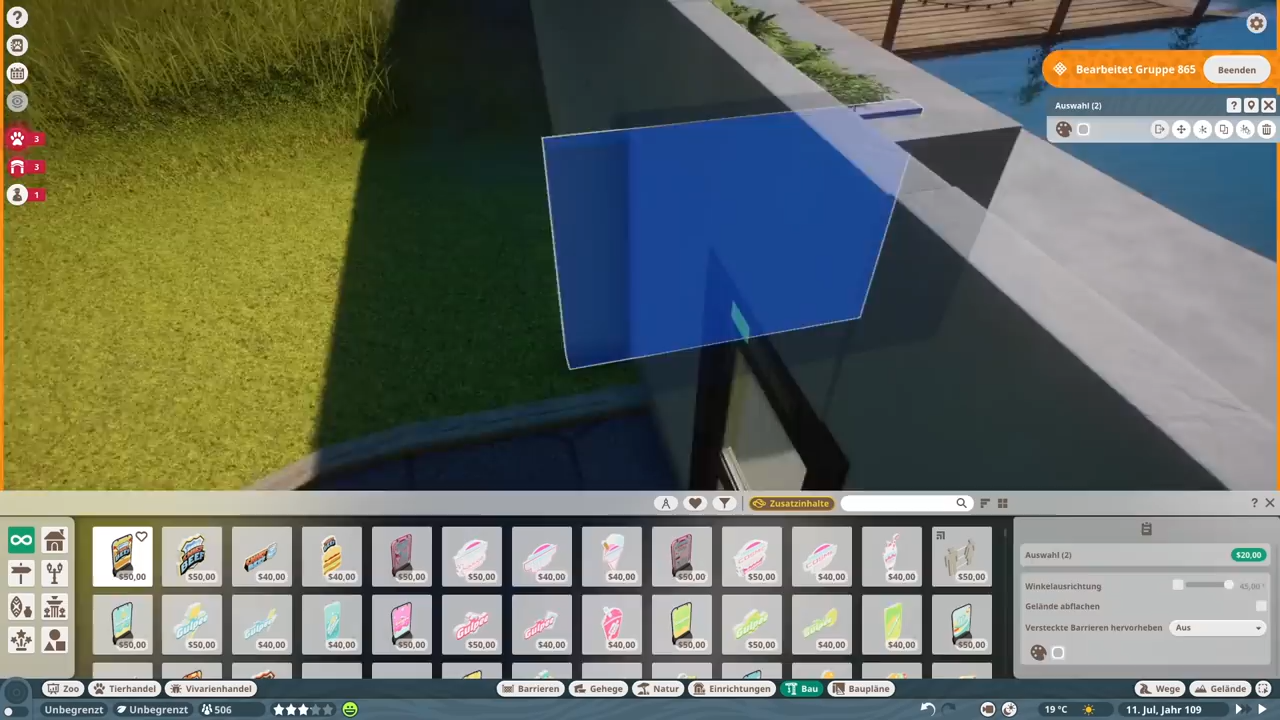 Bearbeitet Gruppe 865
Beenden
Auswahl (2)
3
3
1
Zusatzinhalte
$50,00 $50,00 $40,00 $40,00 $50,00 $50,00 $40,00 $40,00 $50,00 $50,00 $40,00 $40,00 $50,00
$50,00 $50,00 $40,00 $40,00 $50,00 $50,00 $40,00 $40,00 $50,00 $50,00 $40,00 $40,00 $50,00
Auswahl (2)
$20,00
Winkelausrichtung
45,00°
Gelände abflachen
Versteckte Barrieren hervorheben
Aus
Zoo
Tierhandel
Vivarienhandel
Barrieren
Gehege
Natur
Einrichtungen
Bau
Baupläne
Wege
Gelände
Unbegrenzt
Unbegrenzt
506
19 °C
11. Jul, Jahr 109